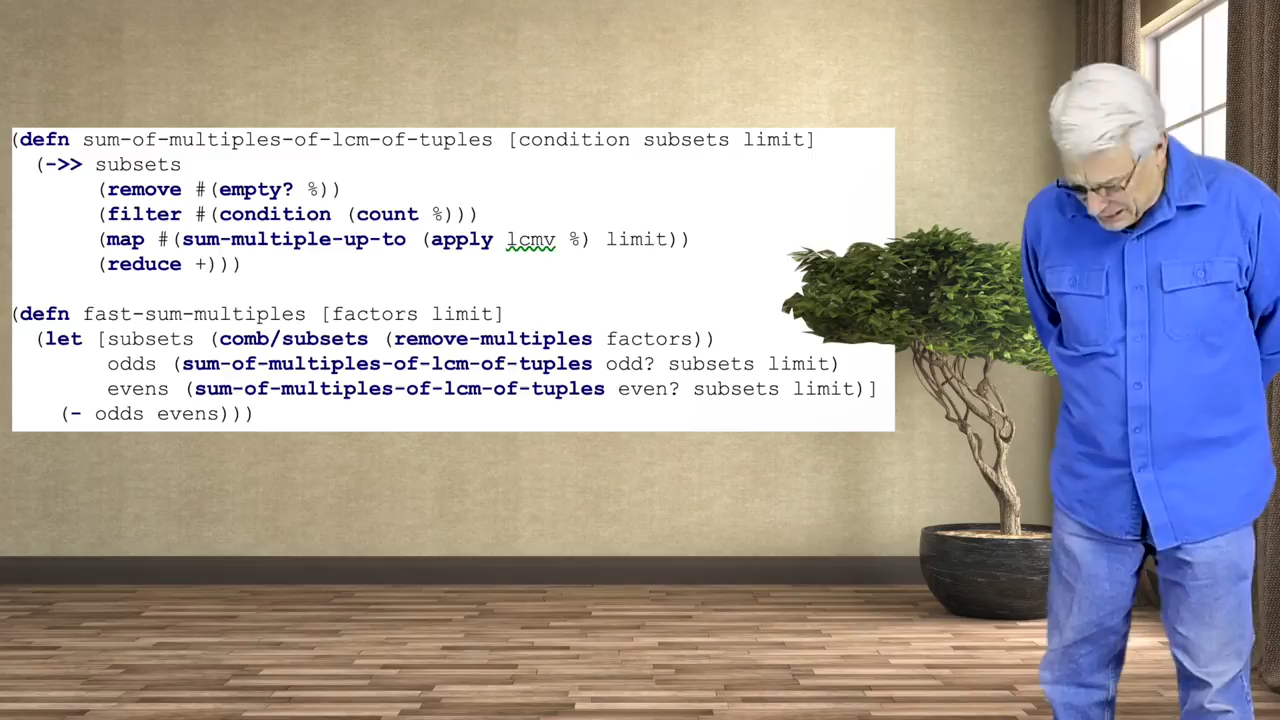 (defn sum-of-multiples-of-lcm-of-tuples [condition subsets limit]
(->> subsets
(remove #(empty? %))
(filter #(condition (count %)))
(map #(sum-multiple-up-to (apply lcmv %) limit))
(reduce +)))
(defn fast-sum-multiples [factors limit]
(let [subsets (comb/subsets (remove-multiples factors))
odds (sum-of-multiples-of-lcm-of-tuples odd? subsets limit)
evens (sum-of-multiples-of-lcm-of-tuples even? subsets limit)]
(- odds evens)))